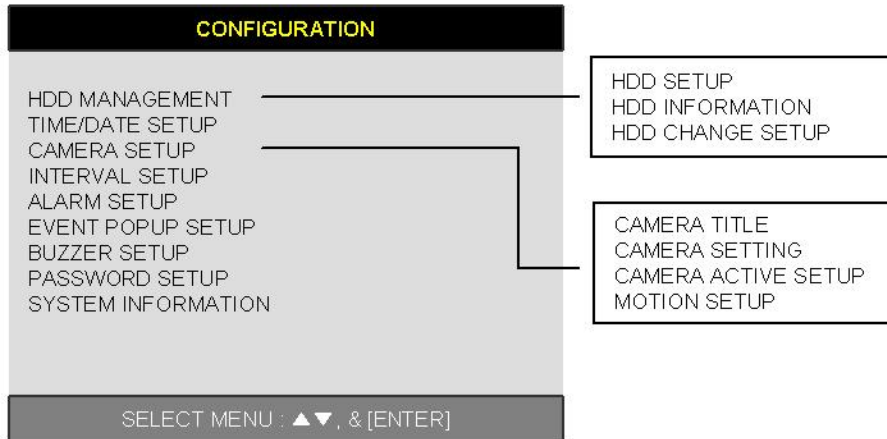 CONFIGURATION
HDD MANAGEMENT
TIME/DATE SETUP
CAMERA SETUP
INTERVAL SETUP
ALARM SETUP
EVENT POPUP SETUP
BUZZER SETUP
PASSWORD SETUP
SYSTEM INFORMATION
SELECT MENU : ▲▼, & [ENTER]
HDD SETUP
HDD INFORMATION
HDD CHANGE SETUP
CAMERA TITLE
CAMERA SETTING
CAMERA ACTIVE SETUP
MOTION SETUP